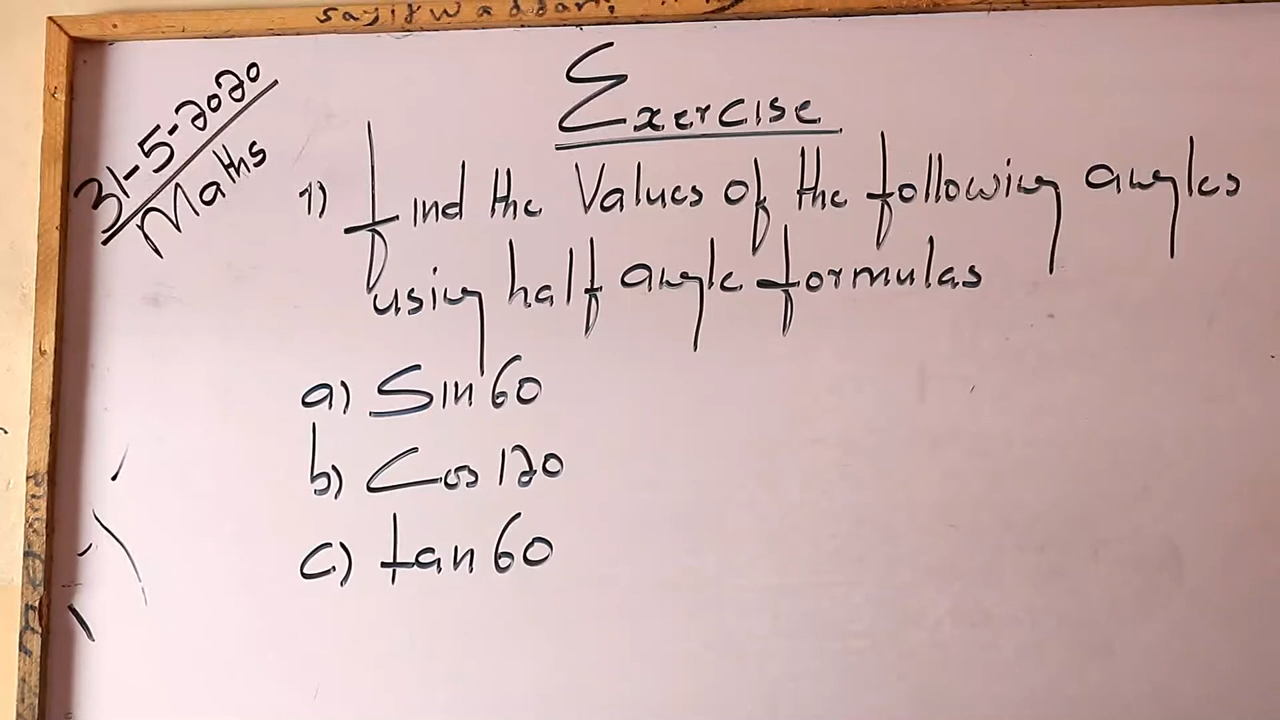 31-5-2020
Maths
Exercise
1) find the Values of the following angles
using half angle formulas
a) Sin 60
b) Cos 120
c) tan 60